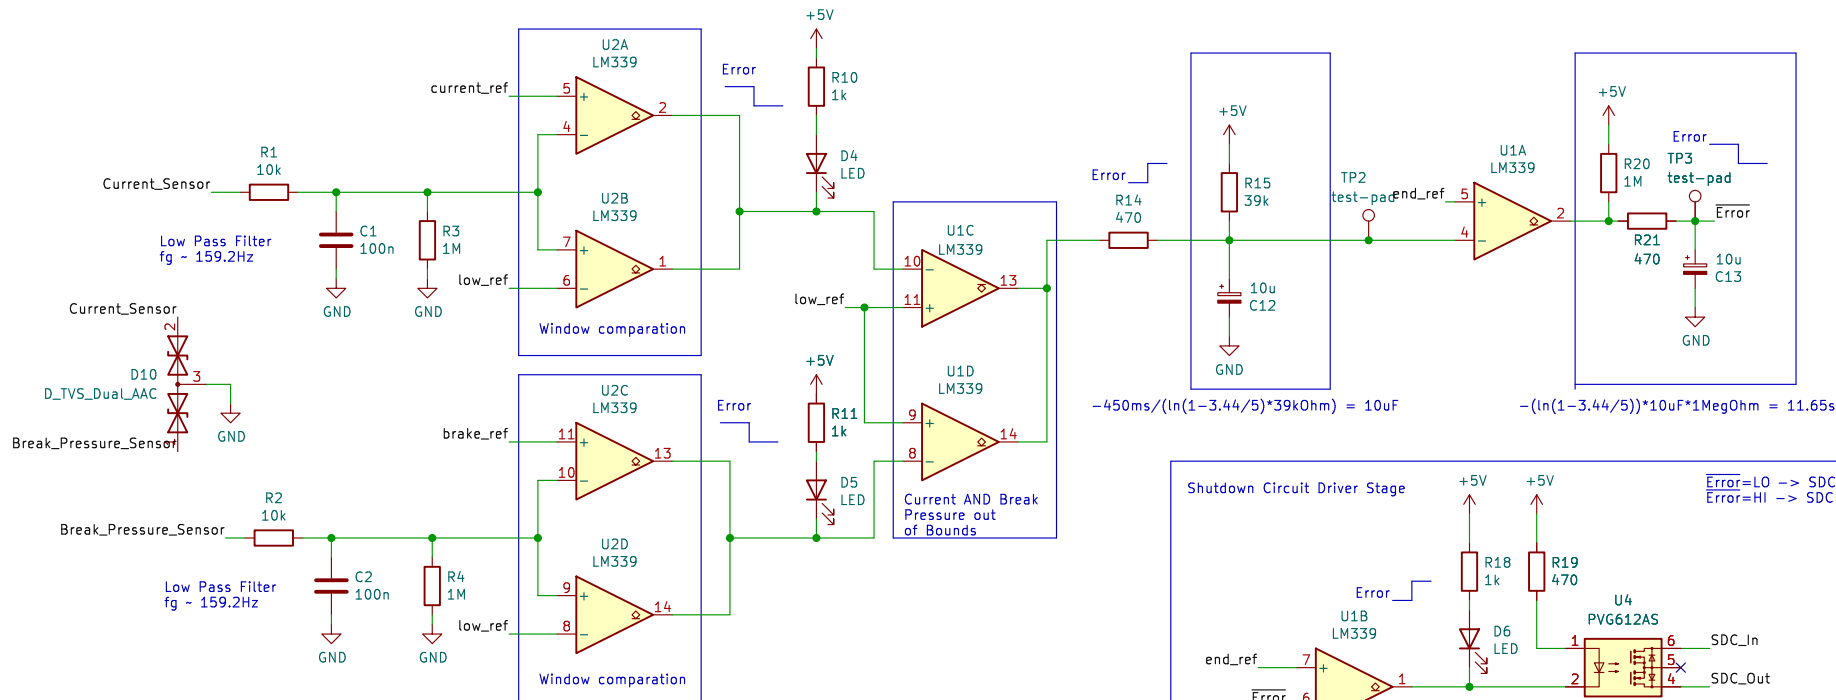 Current_Sensor
R1
10k
Low Pass Filter
fg ~ 159.2Hz
C1
100n
GND
R3
1M
GND
current_ref
low_ref
U2A
LM339
5
+
4
−
2
U2B
LM339
7
+
6
−
1
Window comparation
Error
+5V
R10
1k
D4
LED
Current_Sensor
2
D10
D_TVS_Dual_AAC
3
GND
Break_Pressure_Sensor
1
Break_Pressure_Sensor
R2
10k
Low Pass Filter
fg ~ 159.2Hz
C2
100n
GND
R4
1M
GND
brake_ref
low_ref
U2C
LM339
11
+
10
−
13
U2D
LM339
9
+
8
−
14
Window comparation
Error
+5V
R11
1k
D5
LED
low_ref
U1C
LM339
10
−
11
+
13
U1D
LM339
9
+
8
−
14
Current AND Break
Pressure out
of Bounds
Error
R14
470
+5V
R15
39k
+
10u
C12
GND
-450ms/(ln(1-3.44/5)*39kOhm) = 10uF
TP2
test-pad
end_ref
U1A
LM339
5
+
4
−
2
+5V
R20
1M
R21
470
Error
TP3
test-pad
Error
+
10u
C13
GND
-(ln(1-3.44/5))*10uF*1MegOhm = 11.65s
Shutdown Circuit Driver Stage
Error=LO -> SDC
Error=HI -> SDC
+5V
R18
1k
D6
LED
+5V
R19
470
Error
U1B
LM339
end_ref
7
+
Error
6
1
U4
PVG612AS
1
2
6
5
4
SDC_In
SDC_Out